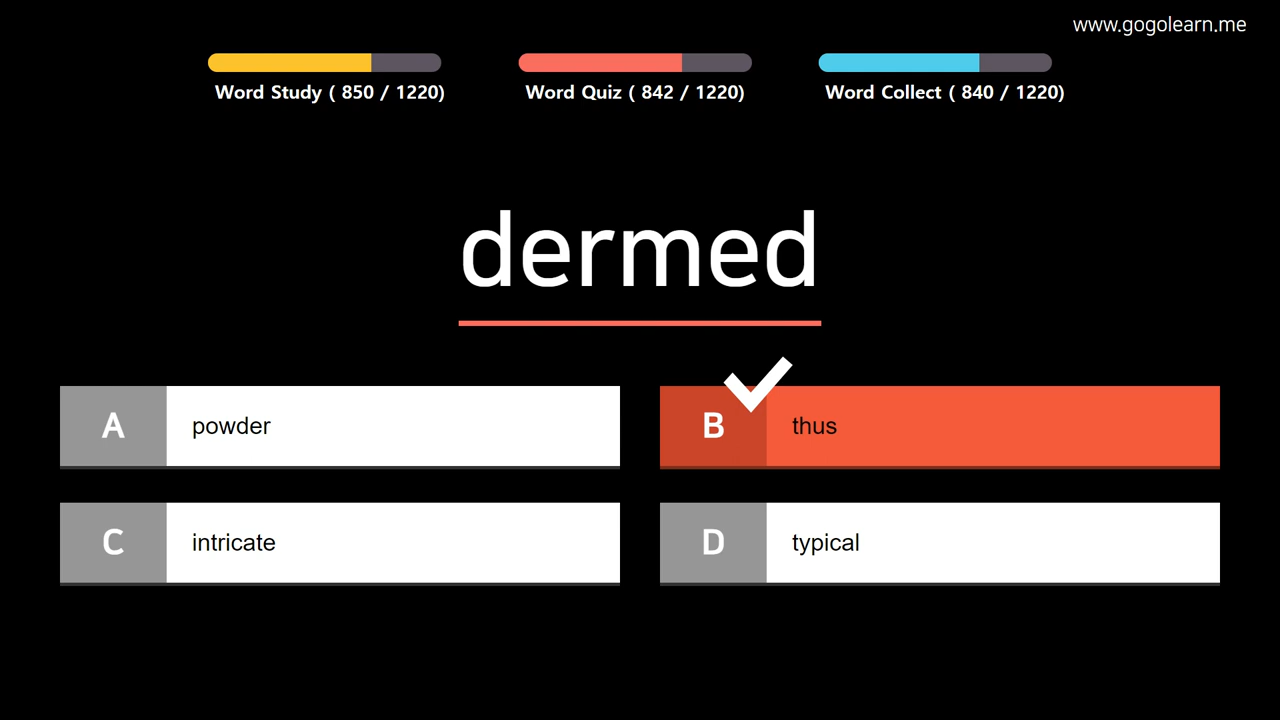 www.gogolearn.me
Word Study ( 850 / 1220)
Word Quiz ( 842 / 1220)
Word Collect ( 840 / 1220)
dermed
A powder
B thus
C intricate
D typical